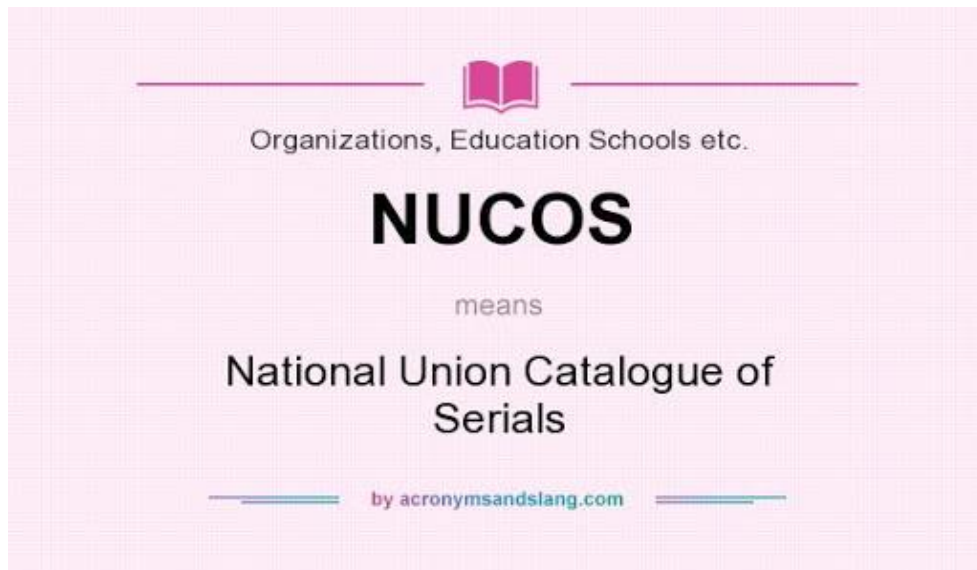 Organizations, Education Schools etc.
NUCOS
means
National Union Catalogue of
Serials
by acronymsandslang.com